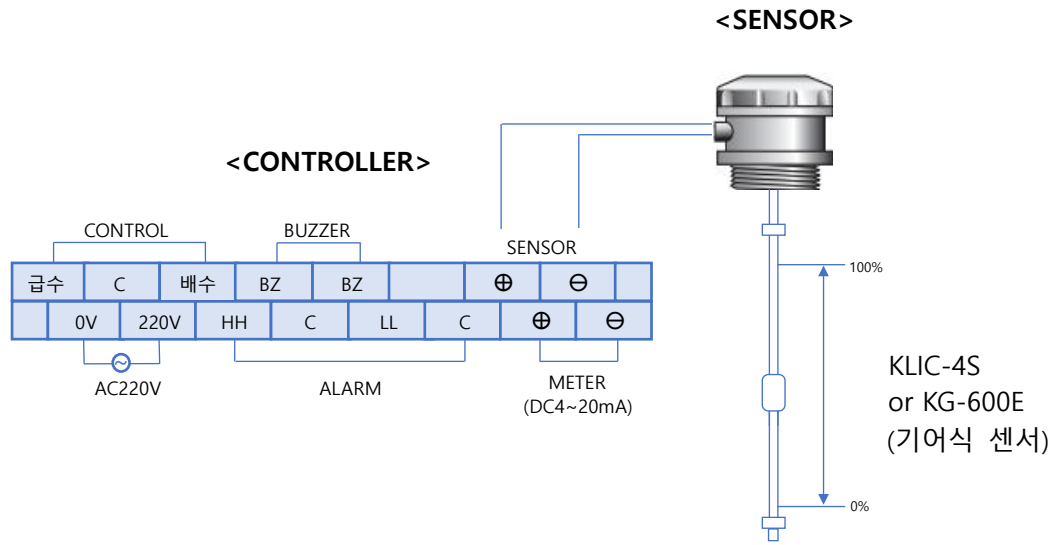 <SENSOR>
<CONTROLLER>
CONTROL
BUZZER
SENSOR
급수 C 배수 BZ BZ ⊕ ⊖
0V 220V HH C LL C ⊕ ⊖
AC220V
ALARM
METER
(DC4~20mA)
100%
KLIC-4S
or KG-600E
(기어식 센서)
0%